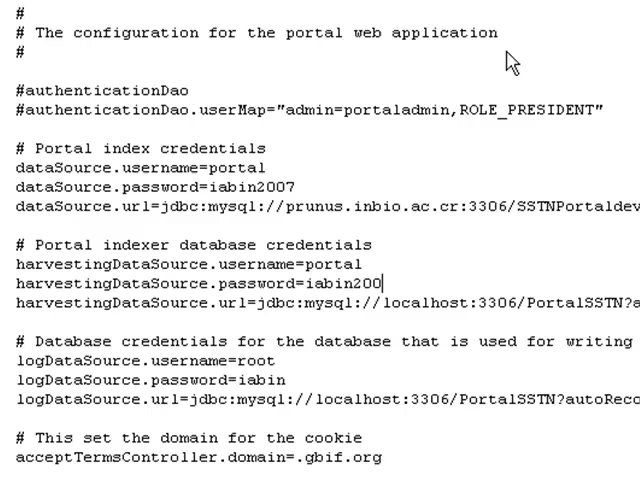 #
# The configuration for the portal web application
#
#authenticationDao
#authenticationDao.userMap="admin=portaladmin,ROLE_PRESIDENT"
# Portal index credentials
dataSource.username=portal
dataSource.password=iabin2007
dataSource.url=jdbc:mysql://prunus.inbio.ac.cr:3306/SSTNPortaldev
# Portal indexer database credentials
harvestingDataSource.username=portal
harvestingDataSource.password=iabin200
harvestingDataSource.url=jdbc:mysql://localhost:3306/PortalSSTN?a
# Database credentials for the database that is used for writing
logDataSource.username=root
logDataSource.password=iabin
logDataSource.url=jdbc:mysql://localhost:3306/PortalSSTN?autoReco
# This set the domain for the cookie
acceptTermsController.domain=.gbif.org